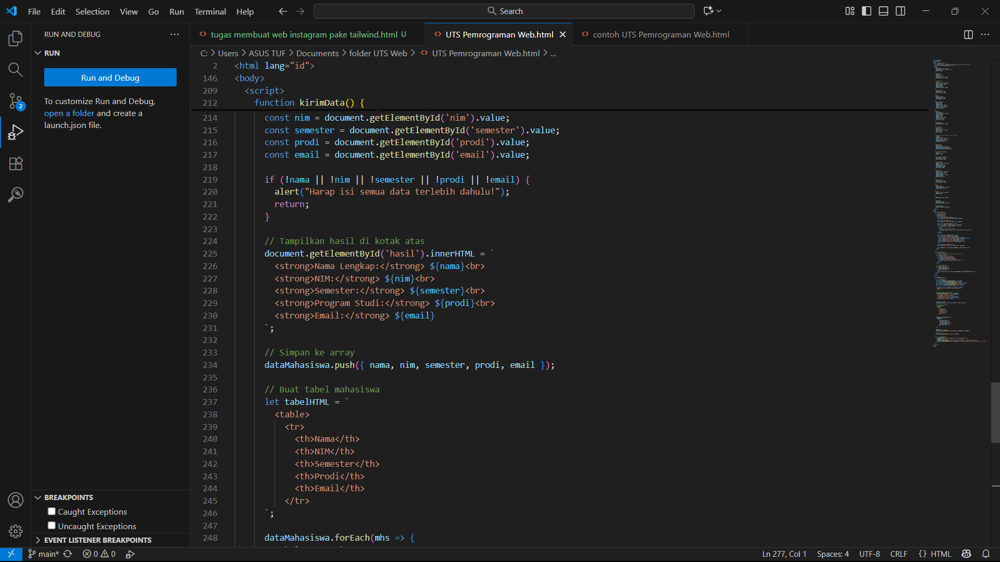 File Edit Selection View Go Run Terminal Help
Search
RUN AND DEBUG
RUN
Run and Debug
To customize Run and Debug,
open a folder and create a
launch.json file.
BREAKPOINTS
Caught Exceptions
Uncaught Exceptions
EVENT LISTENER BREAKPOINTS
2
tugas membuat web instagram pake tailwind.html U
UTS Pemrograman Web.html
contoh UTS Pemrograman Web.html
C: > Users > ASUS TUF > Documents > folder UTS Web > UTS Pemrograman Web.html > ...
2 <html lang="id">
146 <body>
209 <script>
212 function kirimData() {
214 const nim = document.getElementById('nim').value;
215 const semester = document.getElementById('semester').value;
216 const prodi = document.getElementById('prodi').value;
217 const email = document.getElementById('email').value;
218
219 if (!nama || !nim || !semester || !prodi || !email) {
220 alert("Harap isi semua data terlebih dahulu!");
221 return;
222 }
223
224 // Tampilkan hasil di kotak atas
225 document.getElementById('hasil').innerHTML = `
226 <strong>Nama Lengkap:</strong> ${nama}<br>
227 <strong>NIM:</strong> ${nim}<br>
228 <strong>Semester:</strong> ${semester}<br>
229 <strong>Program Studi:</strong> ${prodi}<br>
230 <strong>Email:</strong> ${email}
231 `;
232
233 // Simpan ke array
234 dataMahasiswa.push({ nama, nim, semester, prodi, email });
235
236 // Buat tabel mahasiswa
237 let tabelHTML = `
238 <table>
239 <tr>
240 <th>Nama</th>
241 <th>NIM</th>
242 <th>Semester</th>
243 <th>Prodi</th>
244 <th>Email</th>
245 </tr>
246 `;
247
248 dataMahasiswa.forEach(mhs => {
main* 0 0
Ln 277, Col 1 Spaces: 4 UTF-8 CRLF {} HTML